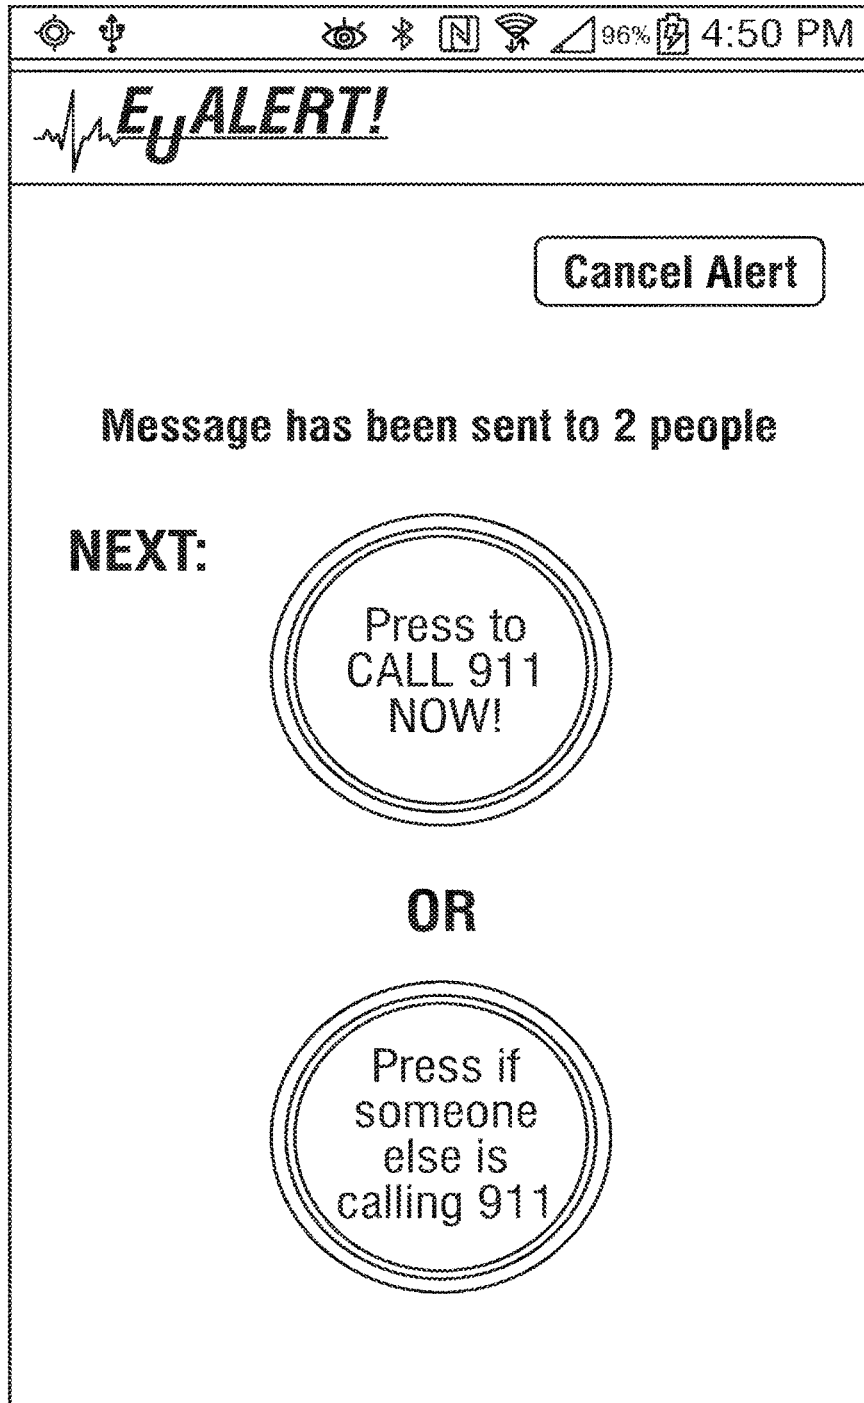 96% 4:50 PM
EUALERT!
Cancel Alert
Message has been sent to 2 people
NEXT:
Press to
CALL 911
NOW!
OR
Press if
someone
else is
calling 911